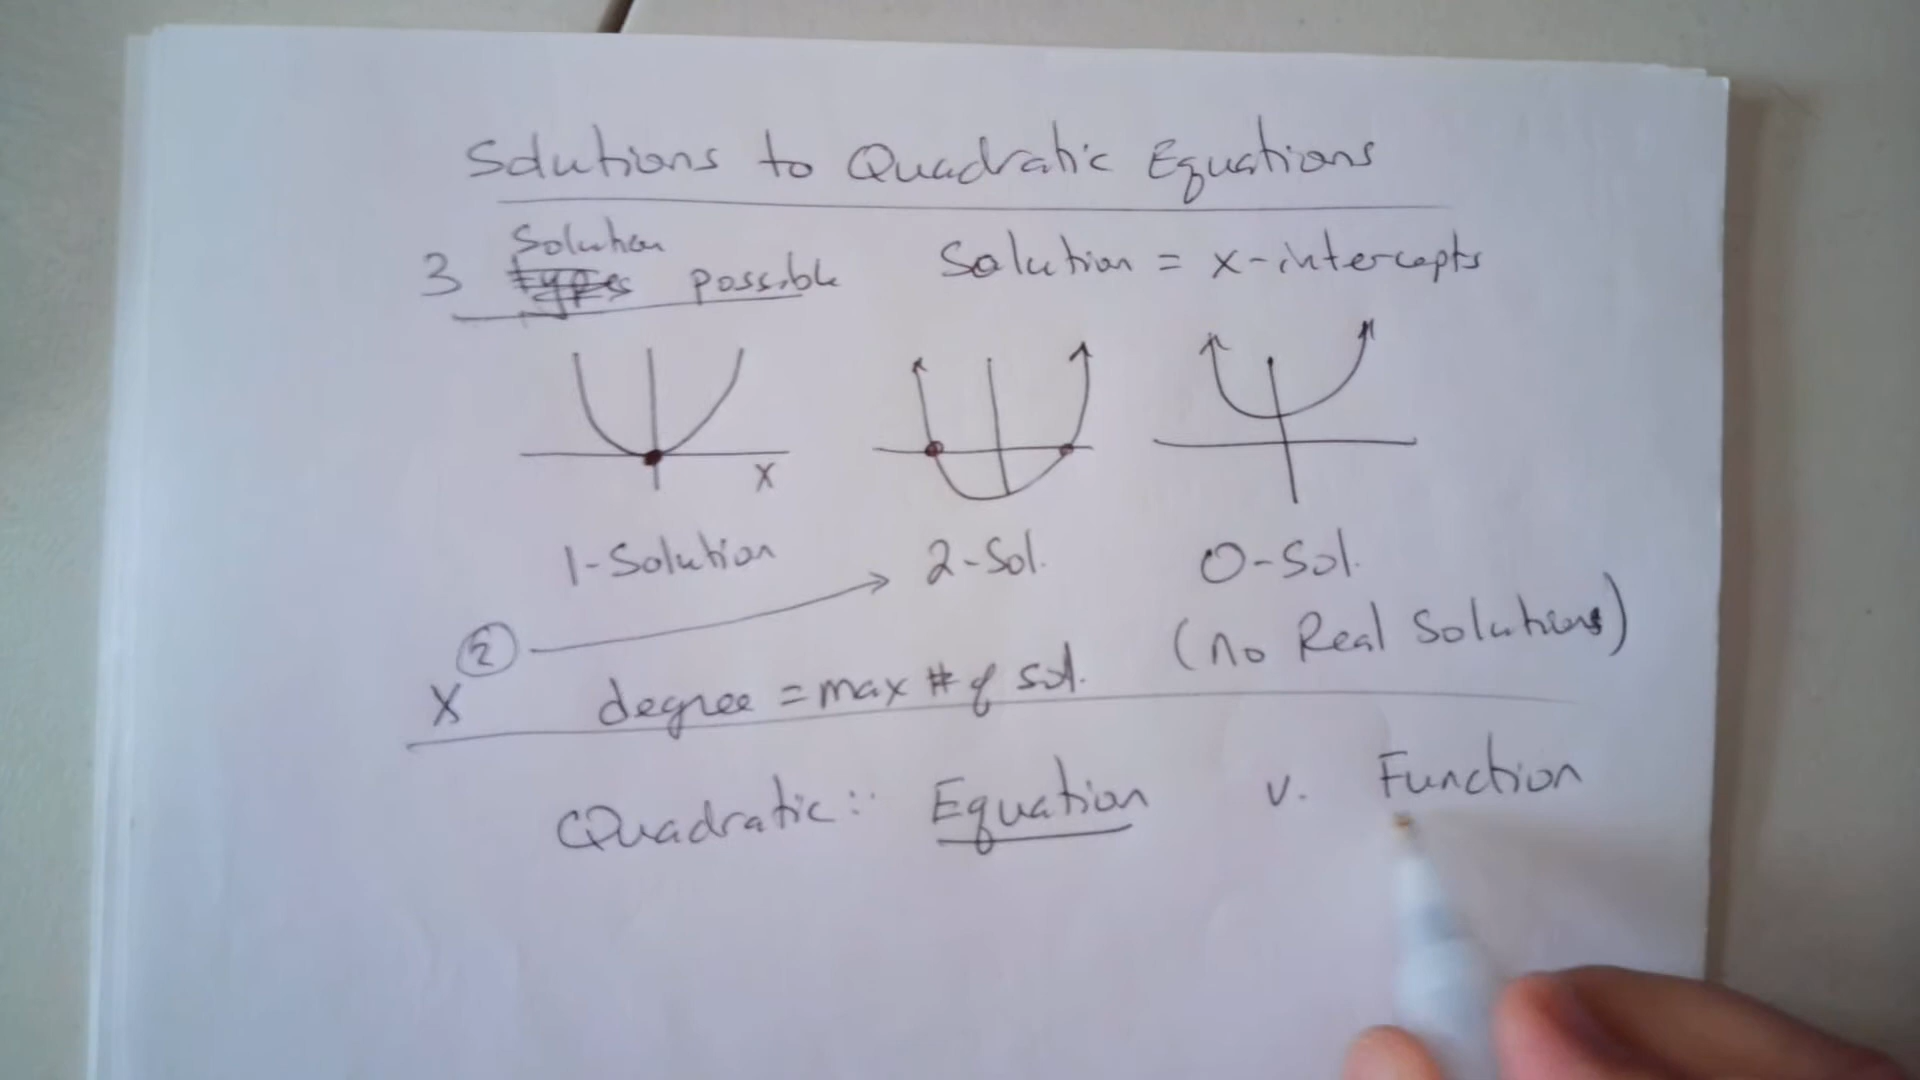 Solutions to Quadratic Equations
Solution
3 types possible
Solution = x-intercepts
X
1-Solution
2-Sol.
0-Sol.
(No Real Solutions)
X²
degree = max # of sol.
Quadratic: Equation v. Function